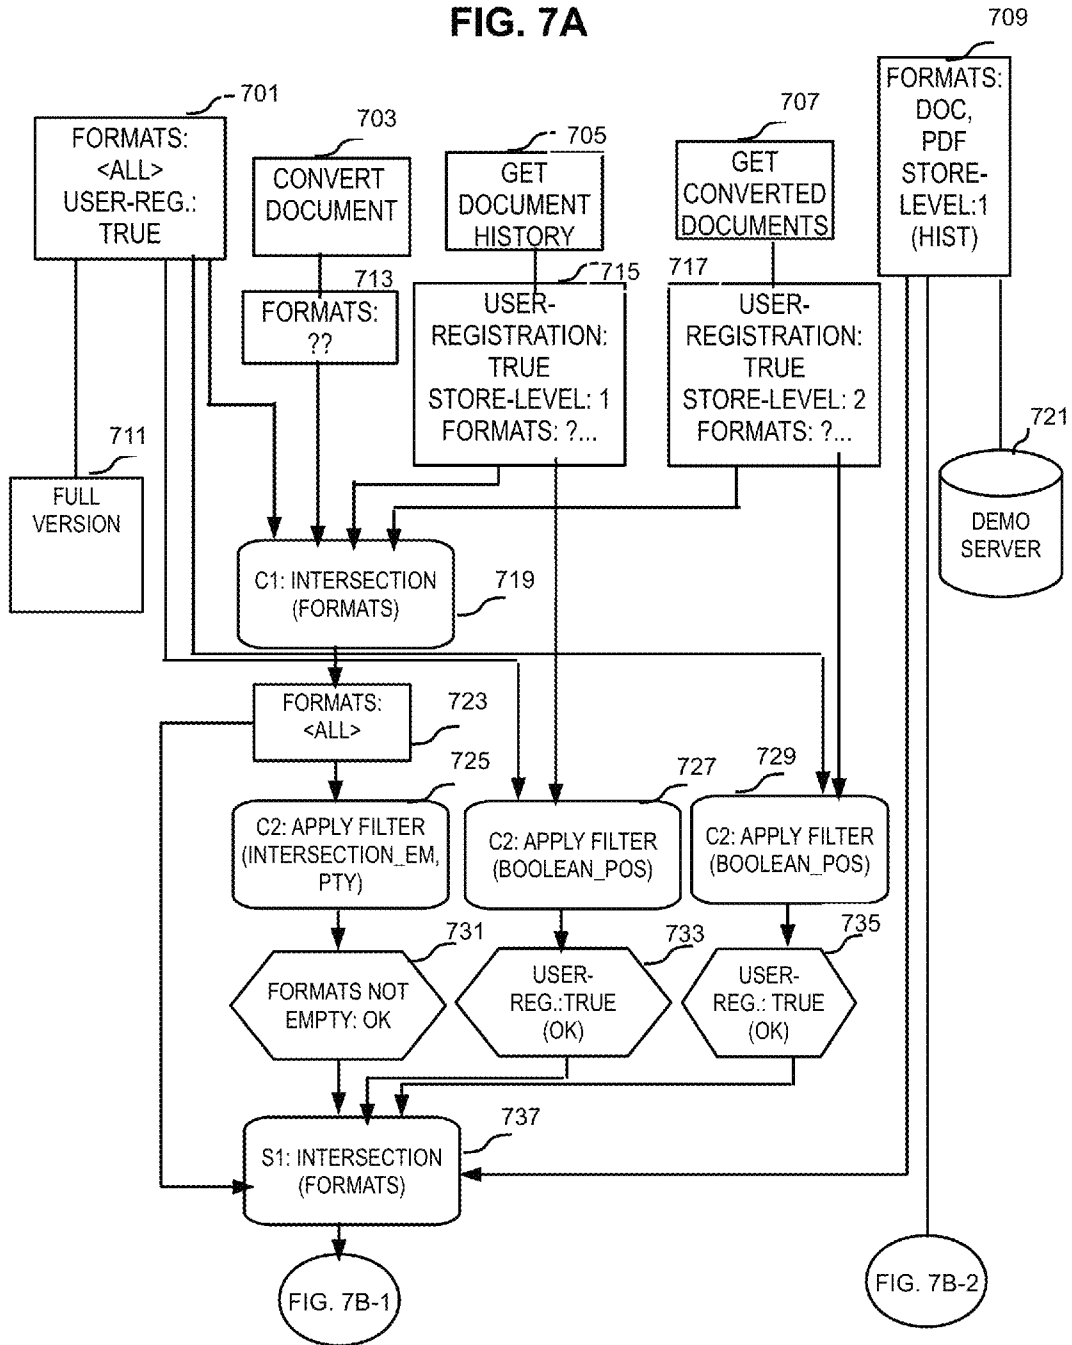 FIG. 7A
701
FORMATS:
<ALL>
USER-REG.:
TRUE
703
CONVERT
DOCUMENT
705
GET
DOCUMENT
HISTORY
707
GET
CONVERTED
DOCUMENTS
709
FORMATS:
DOC,
PDF
STORE-
LEVEL:1
(HIST)
713
FORMATS:
??
715
USER-
REGISTRATION:
TRUE
STORE-LEVEL: 1
FORMATS: ?...
717
USER-
REGISTRATION:
TRUE
STORE-LEVEL: 2
FORMATS: ?...
711
FULL
VERSION
721
DEMO
SERVER
C1: INTERSECTION
(FORMATS)
719
FORMATS:
<ALL>
723
725
C2: APPLY FILTER
(INTERSECTION_EM,
PTY)
727
C2: APPLY FILTER
(BOOLEAN_POS)
729
C2: APPLY FILTER
(BOOLEAN_POS)
731
FORMATS NOT
EMPTY: OK
733
USER-
REG.:TRUE
(OK)
735
USER-
REG.: TRUE
(OK)
737
S1: INTERSECTION
(FORMATS)
FIG. 7B-1
FIG. 7B-2